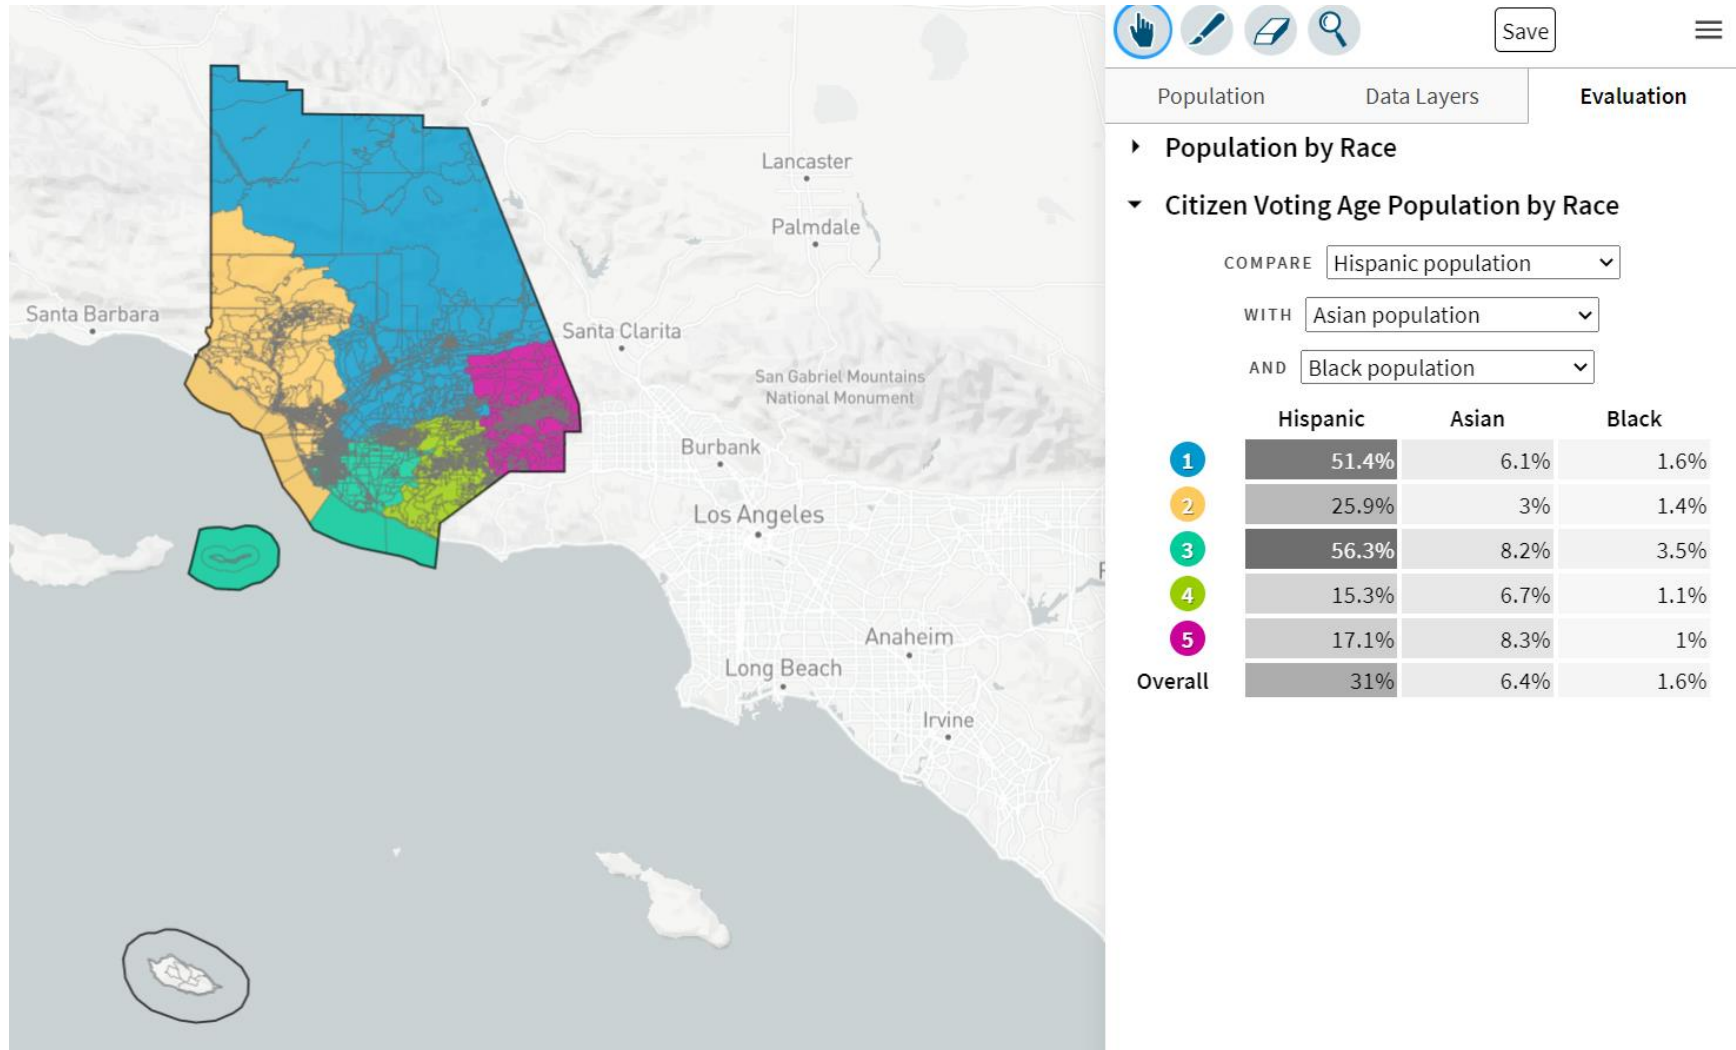 Lancaster
Palmdale
Santa Barbara
Santa Clarita
San Gabriel Mountains
National Monument
Burbank
Los Angeles
Anaheim
Long Beach
Irvine
Save
Population Data Layers Evaluation
Population by Race
Citizen Voting Age Population by Race
COMPARE Hispanic population
WITH Asian population
AND Black population
Hispanic Asian Black
1 51.4% 6.1% 1.6%
2 25.9% 3% 1.4%
3 56.3% 8.2% 3.5%
4 15.3% 6.7% 1.1%
5 17.1% 8.3% 1%
Overall 31% 6.4% 1.6%